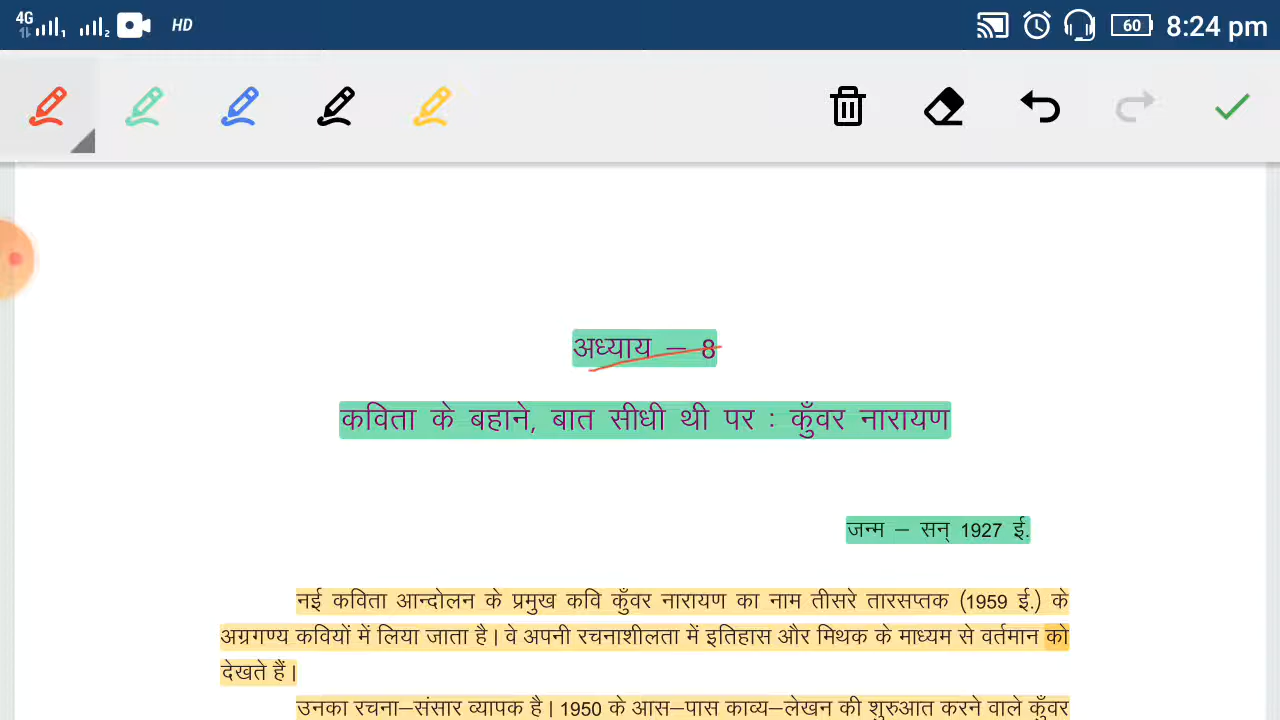 4G 1 2 HD 60 8:24 pm
अध्याय – 8
कविता के बहाने, बात सीधी थी पर : कुँवर नारायण
जन्म – सन् 1927 ई.
नई कविता आन्दोलन के प्रमुख कवि कुँवर नारायण का नाम तीसरे तारसप्तक (1959 ई.) के
अग्रगण्य कवियों में लिया जाता है। वे अपनी रचनाशीलता में इतिहास और मिथक के माध्यम से वर्तमान को
देखते हैं।
उनका रचना–संसार व्यापक है। 1950 के आस–पास काव्य–लेखन की शुरुआत करने वाले कुँवर